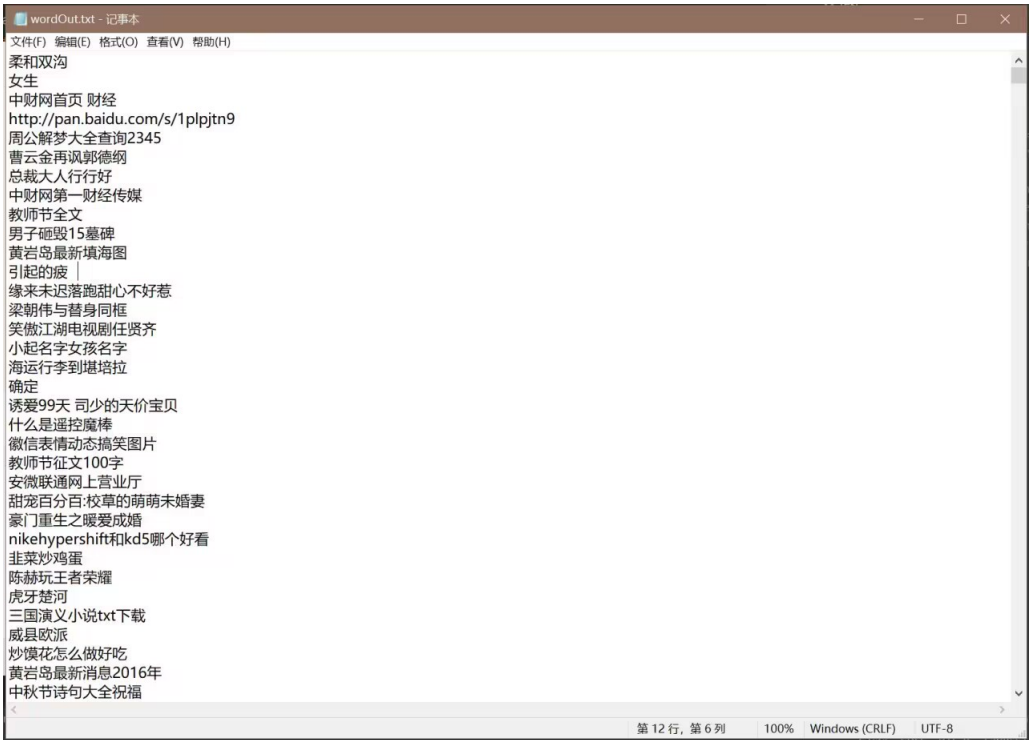 wordOut.txt - 记事本
文件(F) 编辑(E) 格式(O) 查看(V) 帮助(H)
柔和双沟
女生
中财网首页 财经
http://pan.baidu.com/s/1plpjtn9
周公解梦大全查询2345
曹云金再讽郭德纲
总裁大人行行好
中财网第一财经传媒
教师节全文
男子砸毁15墓碑
黄岩岛最新填海图
引起的疲
缘来未迟落跑甜心不好惹
梁朝伟与替身同框
笑傲江湖电视剧任贤齐
小起名字女孩名字
海运行李到堪培拉
确定
诱爱99天 司少的天价宝贝
什么是遥控魔棒
徽信表情动态搞笑图片
教师节征文100字
安微联通网上营业厅
甜宠百分百:校草的萌萌未婚妻
豪门重生之暖爱成婚
nikehypershift和kd5哪个好看
韭菜炒鸡蛋
陈赫玩王者荣耀
虎牙楚河
三国演义小说txt下载
威县欧派
炒馍花怎么做好吃
黄岩岛最新消息2016年
中秋节诗句大全祝福
第 12 行, 第 6 列 100% Windows (CRLF) UTF-8